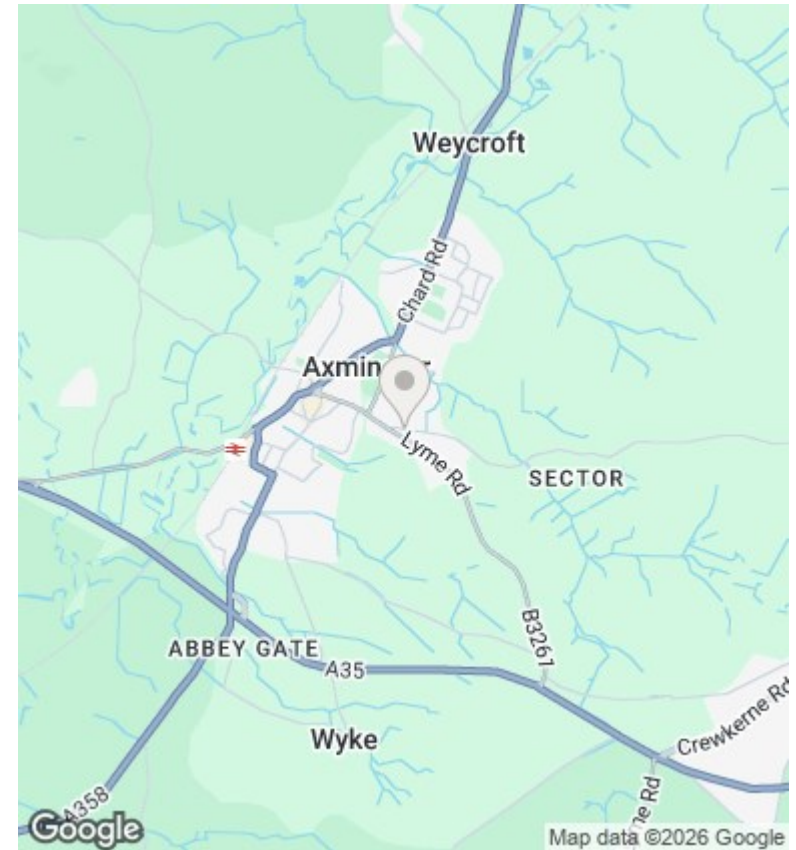 Weycroft
Chard Rd
Axmin
Lyme Rd
SECTOR
B3261
ABBEY GATE
A35
Wyke
Crewkerne Rd
A358
Rd
Google
Map data ©2026 Google